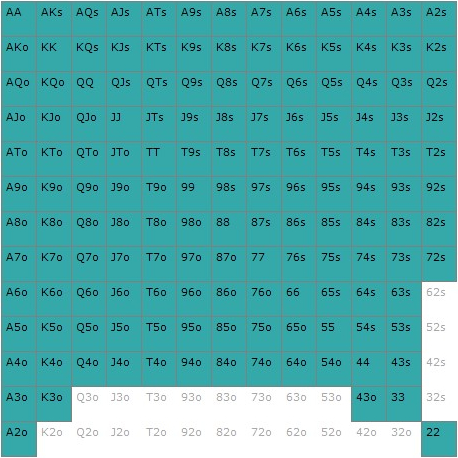 AA AKs AQs AJs ATs A9s A8s A7s A6s A5s A4s A3s A2s
AKo KK KQs KJs KTs K9s K8s K7s K6s K5s K4s K3s K2s
AQo KQo QQ QJs QTs Q9s Q8s Q7s Q6s Q5s Q4s Q3s Q2s
AJo KJo QJo JJ JTs J9s J8s J7s J6s J5s J4s J3s J2s
ATo KTo QTo JTo TT T9s T8s T7s T6s T5s T4s T3s T2s
A9o K9o Q9o J9o T9o 99 98s 97s 96s 95s 94s 93s 92s
A8o K8o Q8o J8o T8o 98o 88 87s 86s 85s 84s 83s 82s
A7o K7o Q7o J7o T7o 97o 87o 77 76s 75s 74s 73s 72s
A6o K6o Q6o J6o T6o 96o 86o 76o 66 65s 64s 63s 62s
A5o K5o Q5o J5o T5o 95o 85o 75o 65o 55 54s 53s 52s
A4o K4o Q4o J4o T4o 94o 84o 74o 64o 54o 44 43s 42s
A3o K3o Q3o J3o T3o 93o 83o 73o 63o 53o 43o 33 32s
A2o K2o Q2o J2o T2o 92o 82o 72o 62o 52o 42o 32o 22